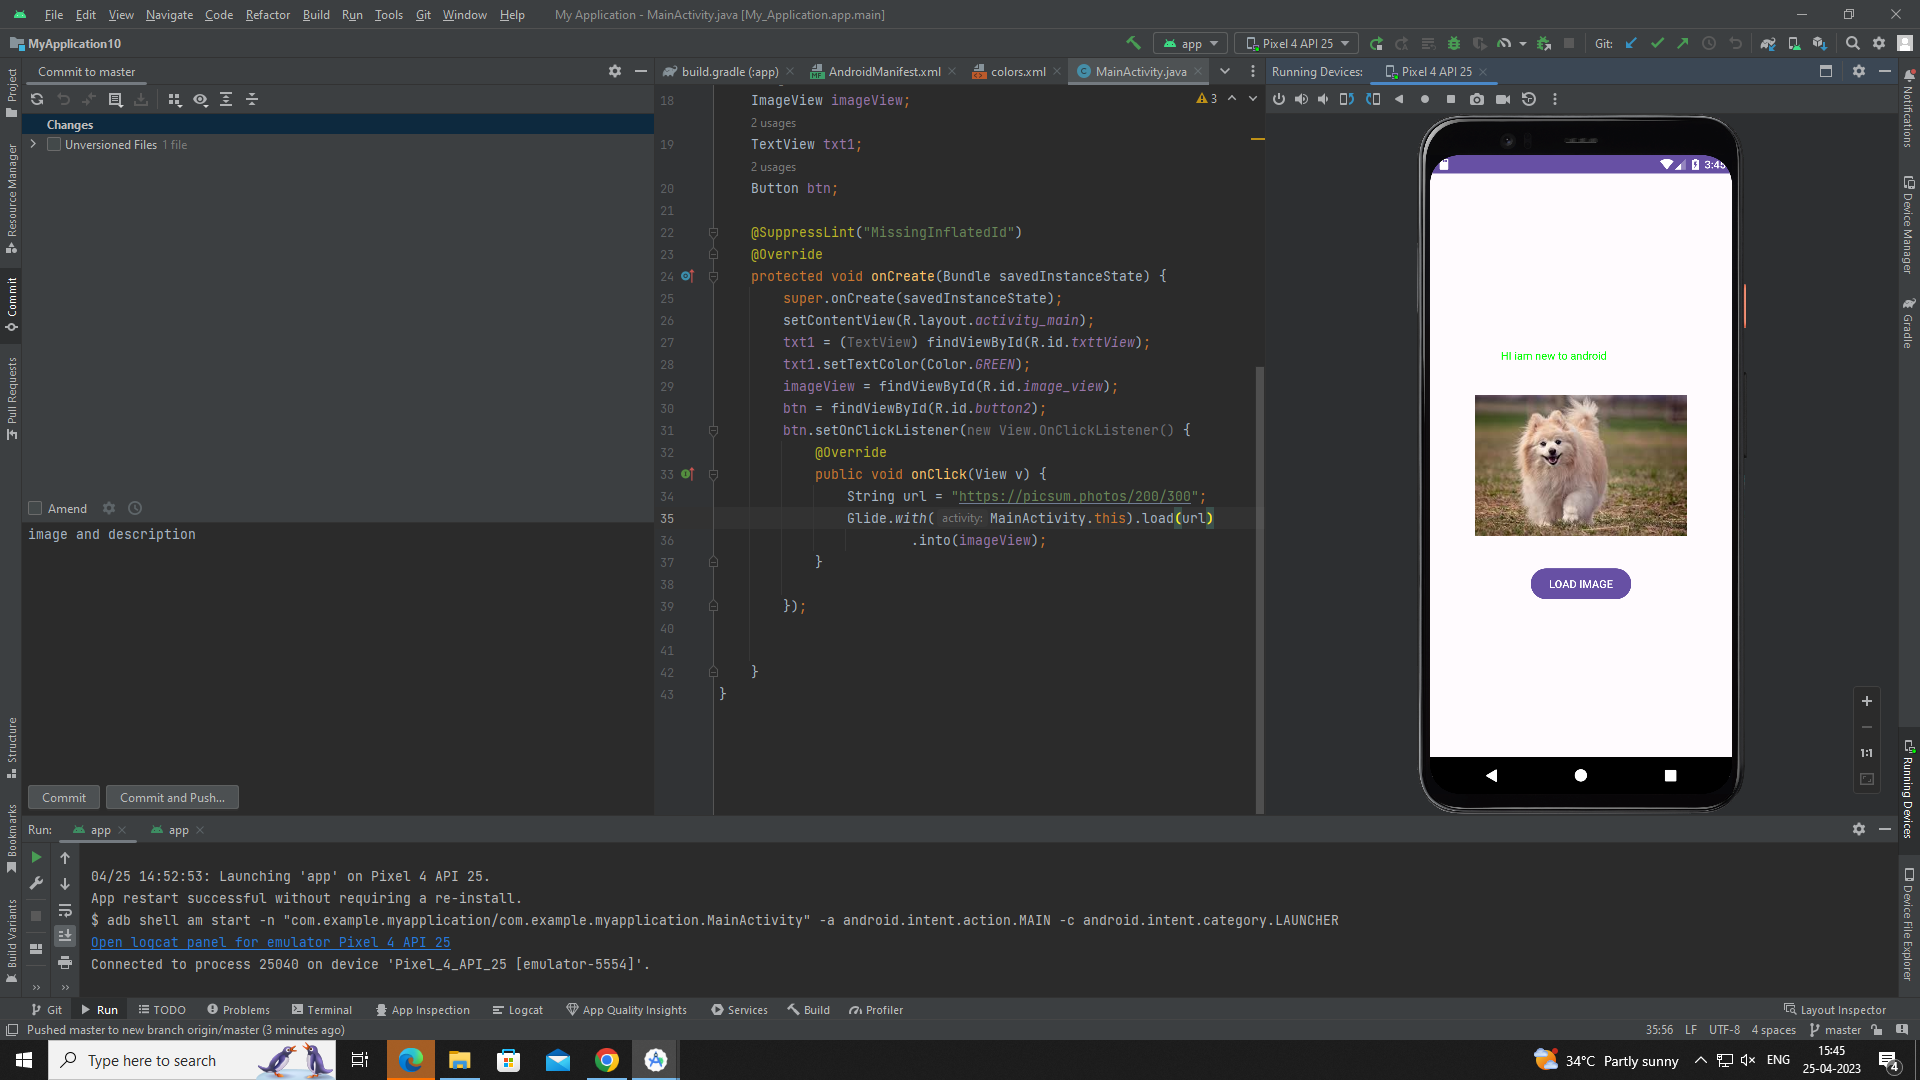 File Edit View Navigate Code Refactor Build Run Tools Git Window Help My Application - MainActivity.java [My_Application.app.main]
MyApplication10 app Pixel 4 API 25 Git:
Commit to master
build.gradle (:app) AndroidManifest.xml colors.xml MainActivity.java
Running Devices: Pixel 4 API 25
Project
Resource Manager
Commit
Pull Requests
Structure
Bookmarks
Build Variants
Changes
Unversioned Files 1 file
Amend
image and description
Commit Commit and Push...
3
18 ImageView imageView;
2 usages
19 TextView txt1;
2 usages
20 Button btn;
21
22 @SuppressLint("MissingInflatedId")
23 @Override
24 protected void onCreate(Bundle savedInstanceState) {
25 super.onCreate(savedInstanceState);
26 setContentView(R.layout.activity_main);
27 txt1 = (TextView) findViewById(R.id.txttView);
28 txt1.setTextColor(Color.GREEN);
29 imageView = findViewById(R.id.image_view);
30 btn = findViewById(R.id.button2);
31 btn.setOnClickListener(new View.OnClickListener() {
32 @Override
33 public void onClick(View v) {
34 String url = "https://picsum.photos/200/300";
35 Glide.with( activity: MainActivity.this).load(url)
36 .into(imageView);
37 }
38
39 });
40
41
42 }
43 }
3:45
Hi iam new to android
LOAD IMAGE
1:1
Notifications
Device Manager
Gradle
Running Devices
Device File Explorer
Run: app app
04/25 14:52:53: Launching 'app' on Pixel 4 API 25.
App restart successful without requiring a re-install.
$ adb shell am start -n "com.example.myapplication/com.example.myapplication.MainActivity" -a android.intent.action.MAIN -c android.intent.category.LAUNCHER
Open logcat panel for emulator Pixel 4 API 25
Connected to process 25040 on device 'Pixel_4_API_25 [emulator-5554]'.
Git Run TODO Problems Terminal App Inspection Logcat App Quality Insights Services Build Profiler Layout Inspector
Pushed master to new branch origin/master (3 minutes ago) 35:56 LF UTF-8 4 spaces master
Type here to search 34°C Partly sunny ENG 15:45
25-04-2023 4